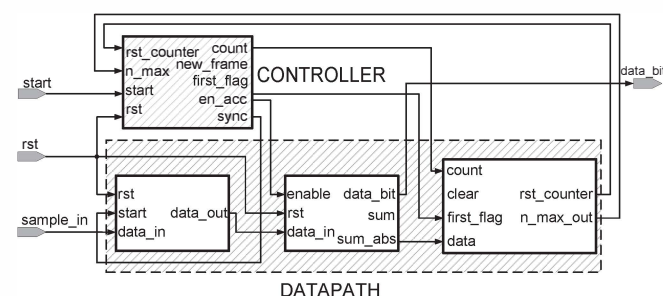 rst_counter count
n_max new_frame
first_flag
start
rst en_acc
sync
CONTROLLER
start
rst
sample_in
data_bit
rst
start data_out
data_in
enable data_bit
rst sum
data_in sum_abs
count
clear rst_counter
first_flag n_max_out
data
DATAPATH